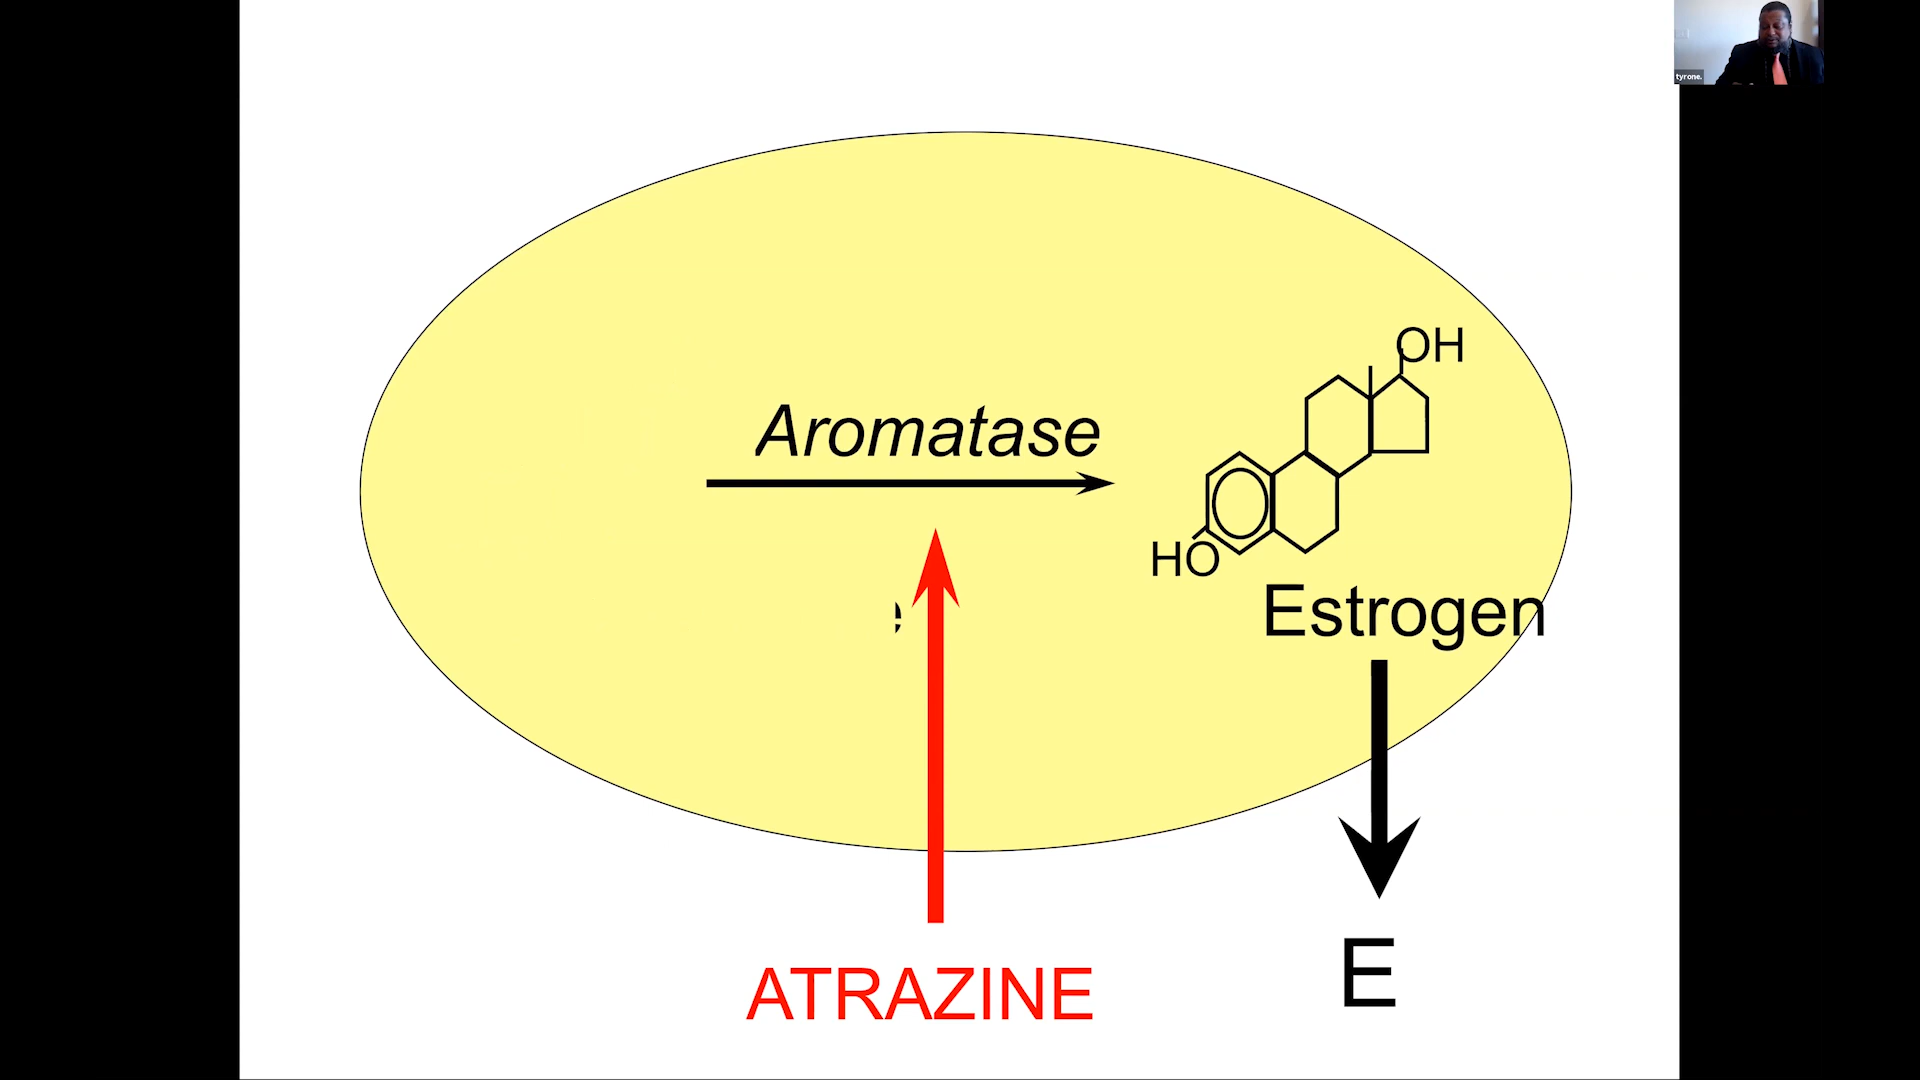 tyrone.
OH
Aromatase
HO
Estrogen
E
ATRAZINE